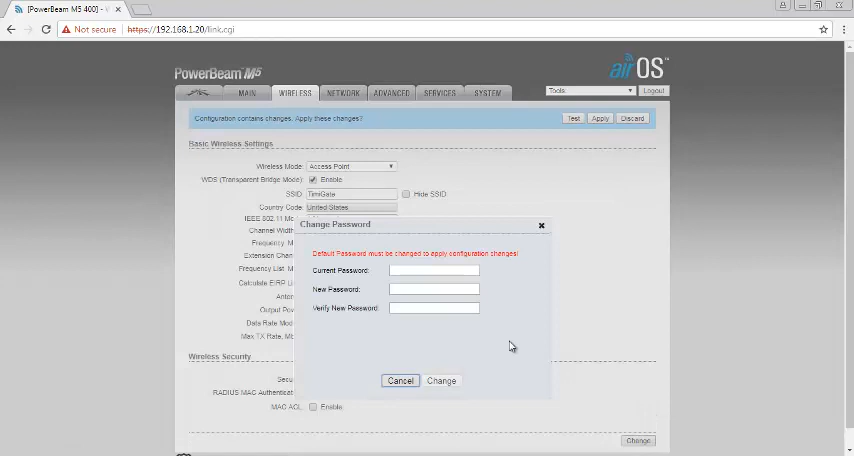 [PowerBeam M5 400] - W
Not secure https://192.168.1.20/link.cgi
PowerBeam M5
airOS™
MAIN WIRELESS NETWORK ADVANCED SERVICES SYSTEM
Tools: Logout
Configuration contains changes. Apply these changes? Test Apply Discard
Basic Wireless Settings
Wireless Mode: Access Point
WDS (Transparent Bridge Mode): Enable
SSID: TimiGate Hide SSID
Country Code: United States
IEEE 802.11 Mo
Channel Width
Frequency, M
Extension Chan
Frequency List, M
Calculate EIRP Li
Anten
Output Pow
Data Rate Mod
Max TX Rate, Mb
Change Password
Default Password must be changed to apply configuration changes!
Current Password:
New Password:
Verify New Password:
Cancel Change
Wireless Security
Secu
RADIUS MAC Authenticat
MAC ACL: Enable
Change